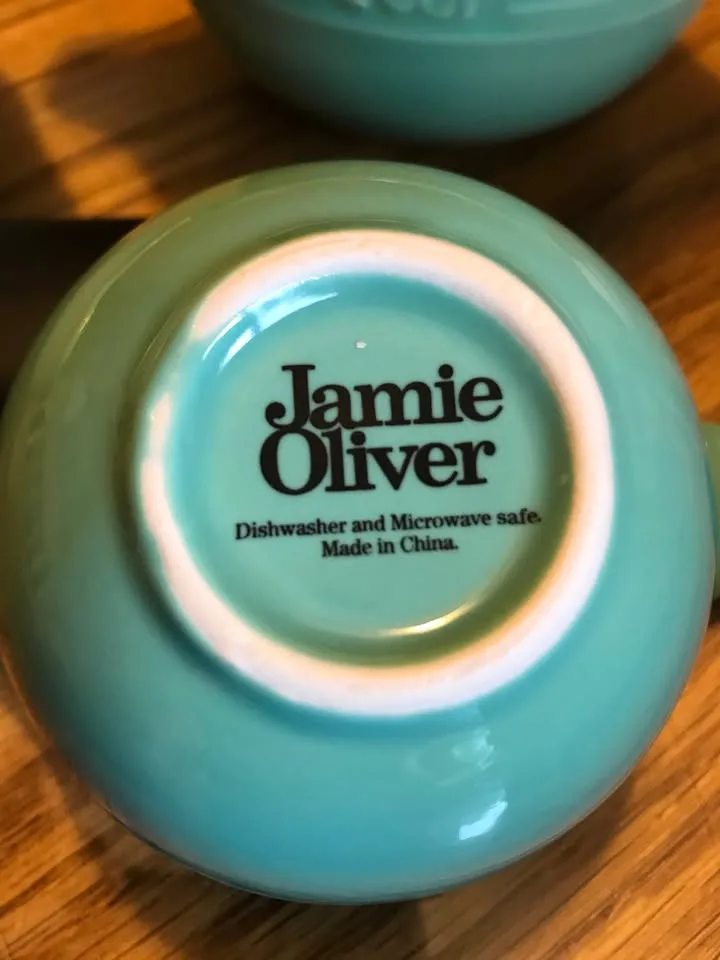 Jamie
Oliver
Dishwasher and Microwave safe.
Made in China.